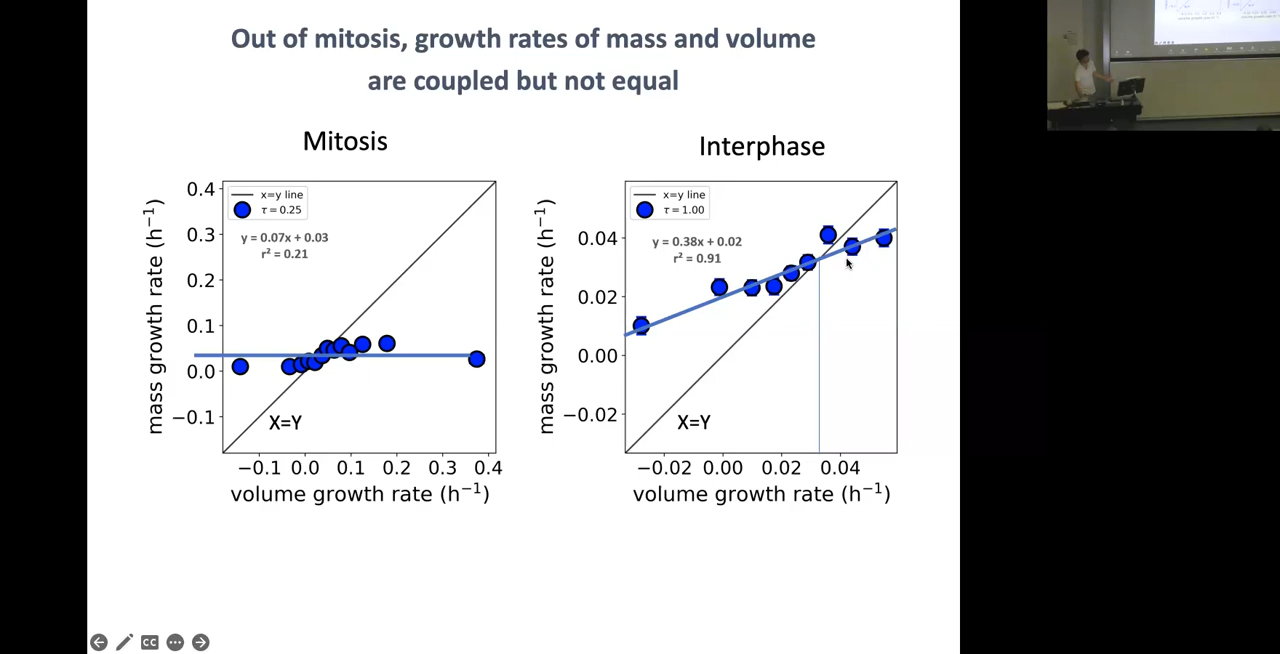 Out of mitosis, growth rates of mass and volume
are coupled but not equal
Mitosis
x=y line
τ = 0.25
y = 0.07x + 0.03
r² = 0.21
0.4
0.3
0.2
0.1
0.0
−0.1
mass growth rate (h⁻¹)
X=Y
−0.1 0.0 0.1 0.2 0.3 0.4
volume growth rate (h⁻¹)
Interphase
x=y line
τ = 1.00
y = 0.38x + 0.02
r² = 0.91
0.04
0.02
0.00
−0.02
mass growth rate (h⁻¹)
X=Y
−0.02 0.00 0.02 0.04
volume growth rate (h⁻¹)
CC